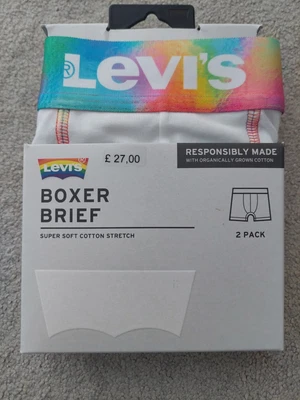 ® Levi's
Levi's
£ 27,00
RESPONSIBLY MADE
WITH ORGANICALLY GROWN COTTON
BOXER
BRIEF
SUPER SOFT COTTON STRETCH
2 PACK